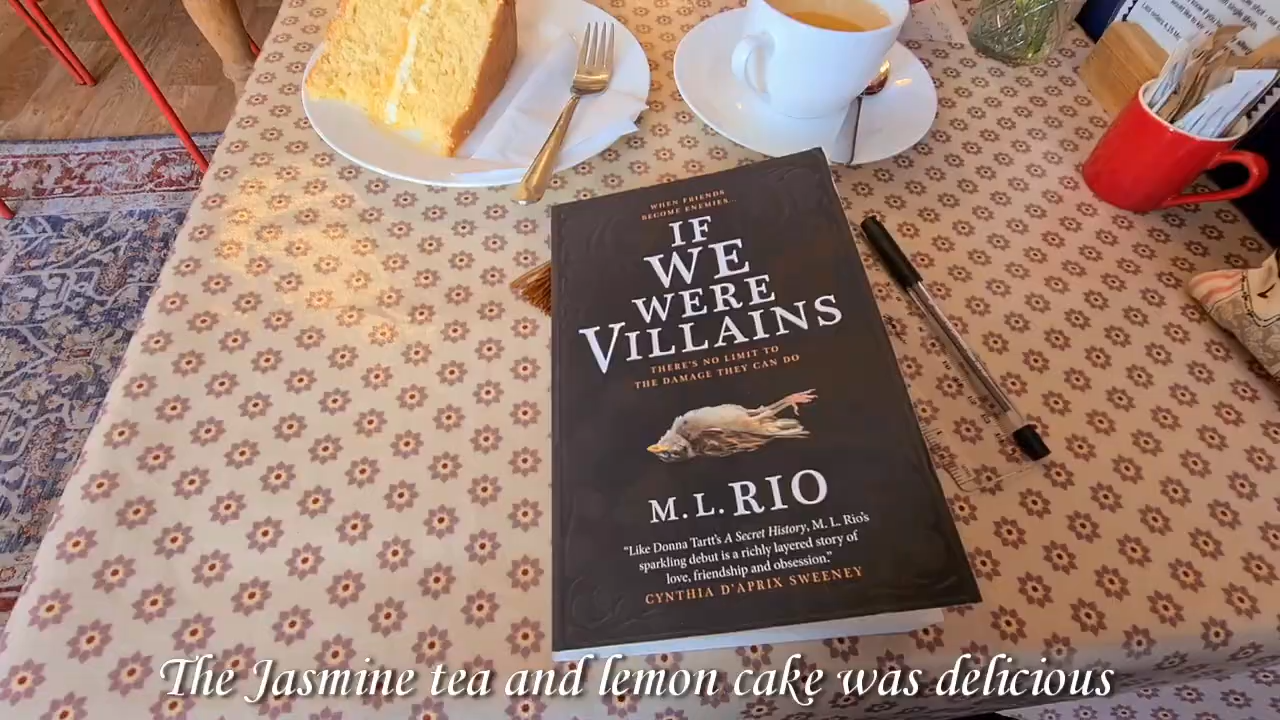 WHEN FRIENDS
BECOME ENEMIES...
IF
WE
WERE
VILLAINS
THERE'S NO LIMIT TO
THE DAMAGE THEY CAN DO
M. L. RIO
"Like Donna Tartt's A Secret History, M. L. Rio's
sparkling debut is a richly layered story of
love, friendship and obsession."
CYNTHIA D'APRIX SWEENEY
The Jasmine tea and lemon cake was delicious